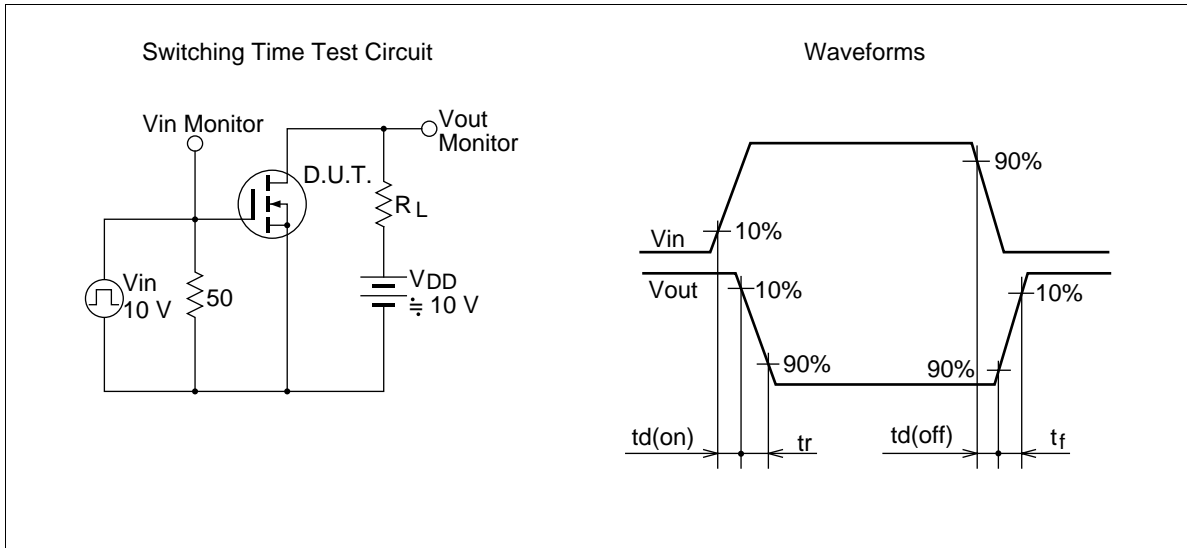 Switching Time Test Circuit
Vin Monitor
Vout
Monitor
D.U.T.
RL
Vin
10 V
50
VDD
≒ 10 V
Waveforms
Vin
10%
90%
Vout
10%
90%
90%
10%
td(on)
tr
td(off)
tf